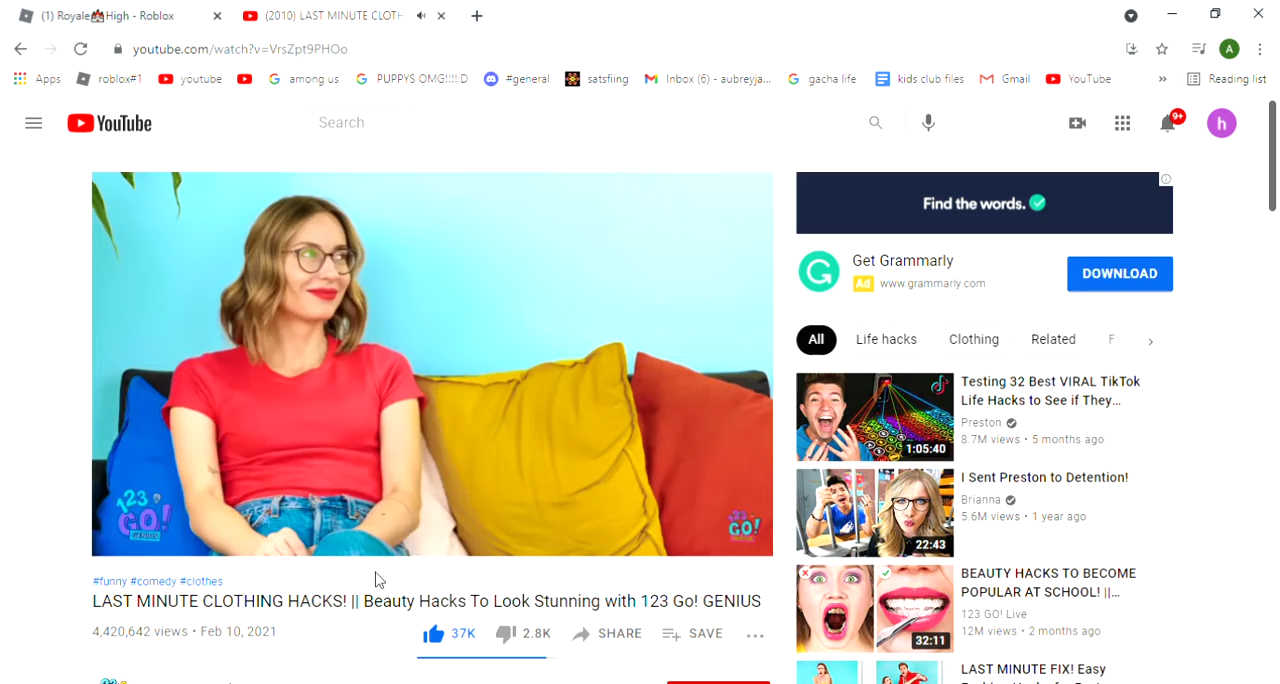 (1) Royale High - Roblox
(2010) LAST MINUTE CLOTH
youtube.com/watch?v=VrsZpt9PHOo
A
Apps
roblox#1
youtube
among us
PUPPYS OMG!!!!:D
#general
satsfiing
Inbox (6) - aubreyja...
gacha life
kids club files
Gmail
YouTube
»
Reading list
YouTube
Search
9+
h
Find the words.
Get Grammarly
Ad www.grammarly.com
DOWNLOAD
All
Life hacks
Clothing
Related
F
123
GO!
GENIUS
GO!
Testing 32 Best VIRAL TikTok
Life Hacks to See if They...
Preston
8.7M views • 5 months ago
1:05:40
I Sent Preston to Detention!
Brianna
5.6M views • 1 year ago
22:43
BEAUTY HACKS TO BECOME
POPULAR AT SCHOOL! ||...
123 GO! Live
12M views • 2 months ago
32:11
LAST MINUTE FIX! Easy
#funny #comedy #clothes
LAST MINUTE CLOTHING HACKS! || Beauty Hacks To Look Stunning with 123 Go! GENIUS
4,420,642 views • Feb 10, 2021
37K
2.8K
SHARE
SAVE
...